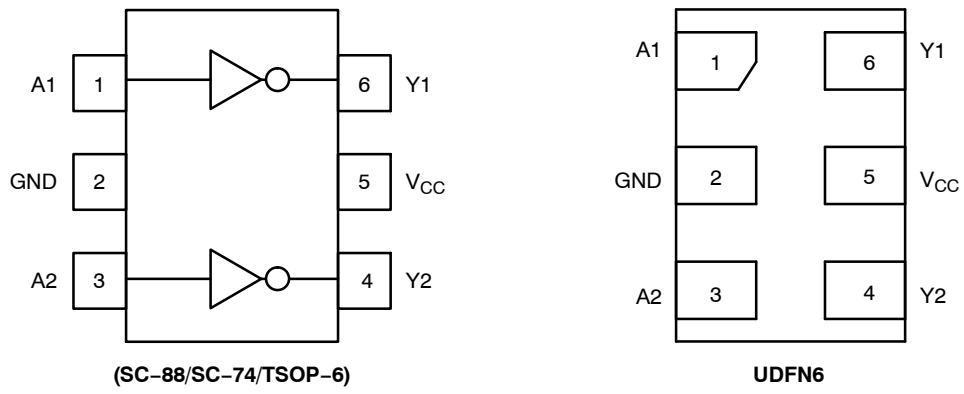 A1 1 6 Y1
GND 2 5 VCC
A2 3 4 Y2
(SC−88/SC−74/TSOP−6)
A1 1 6 Y1
GND 2 5 VCC
A2 3 4 Y2
UDFN6